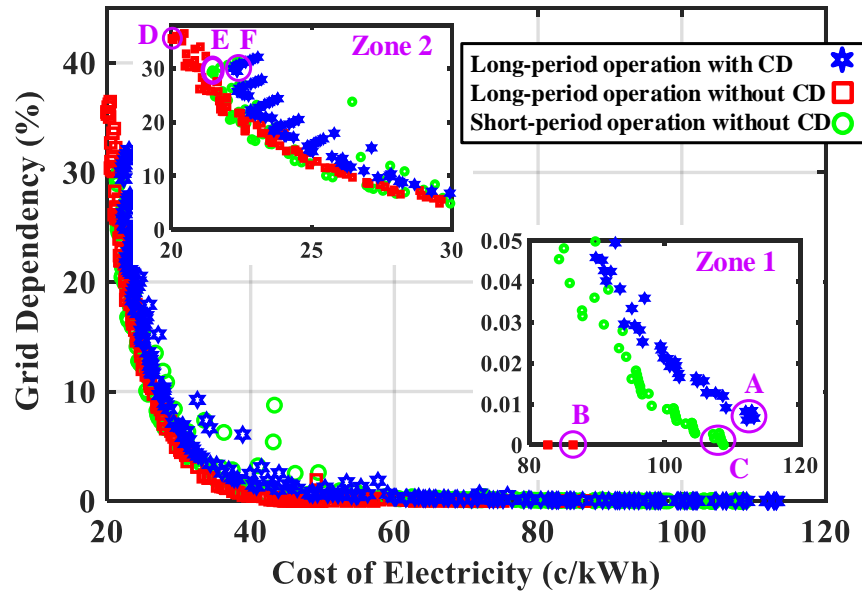 D
E
F
Zone 2
40
30
20
10
0
20
25
30
Long-period operation with CD
Long-period operation without CD
Short-period operation without CD
Grid Dependency (%)
40
30
20
10
0
0.05
0.04
0.03
0.02
0.01
0
Zone 1
A
B
C
80
100
120
20
40
60
80
100
120
Cost of Electricity (c/kWh)